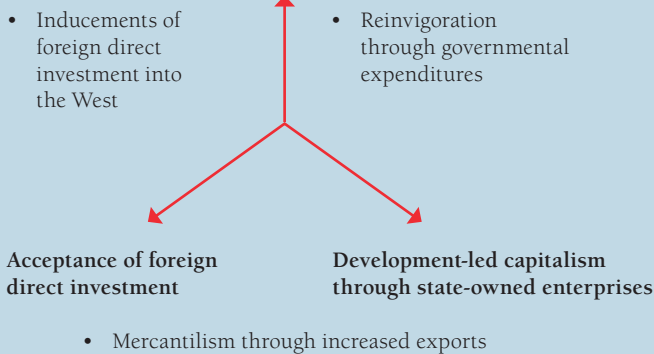 • Inducements of
foreign direct
investment into
the West
• Reinvigoration
through governmental
expenditures
Acceptance of foreign
direct investment
Development-led capitalism
through state-owned enterprises
• Mercantilism through increased exports